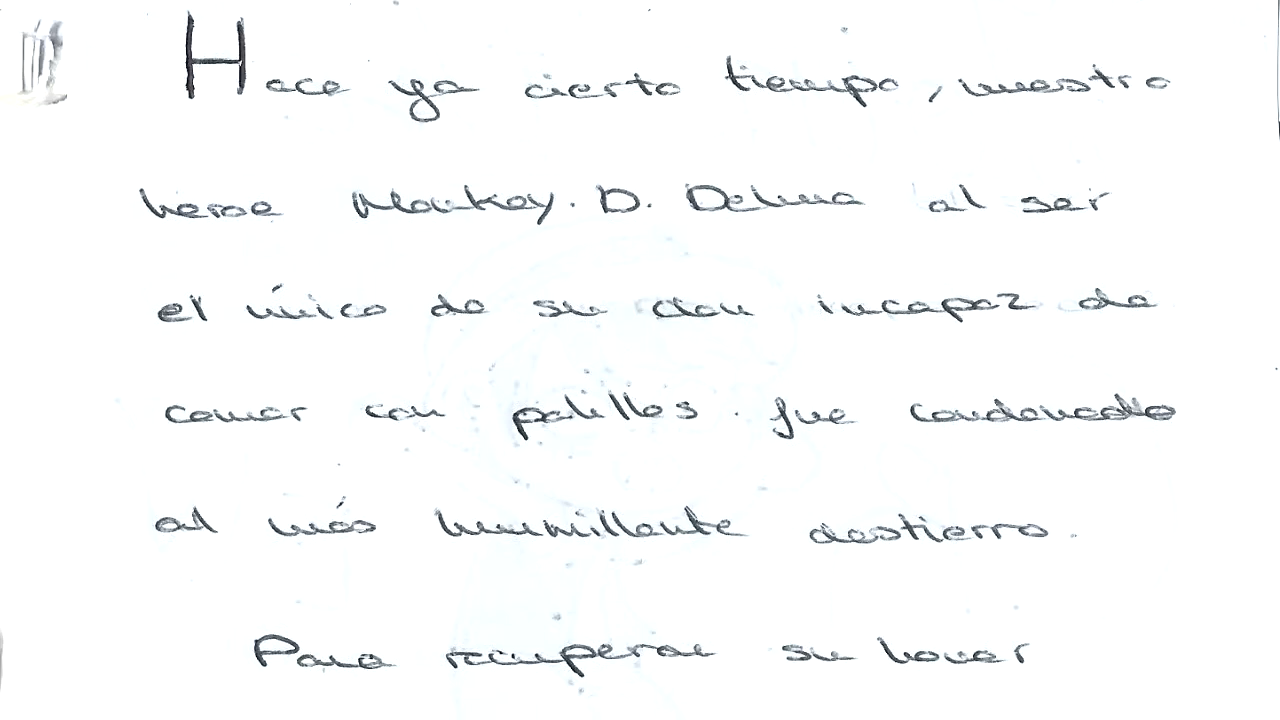 Hace ya cierto tiempo, nuestro
heroe Monkey. D. Delma al ser
el único de su clan incapaz de
comer con palillos. fue condenado
al más humillante destierro.
Para recuperar su honor